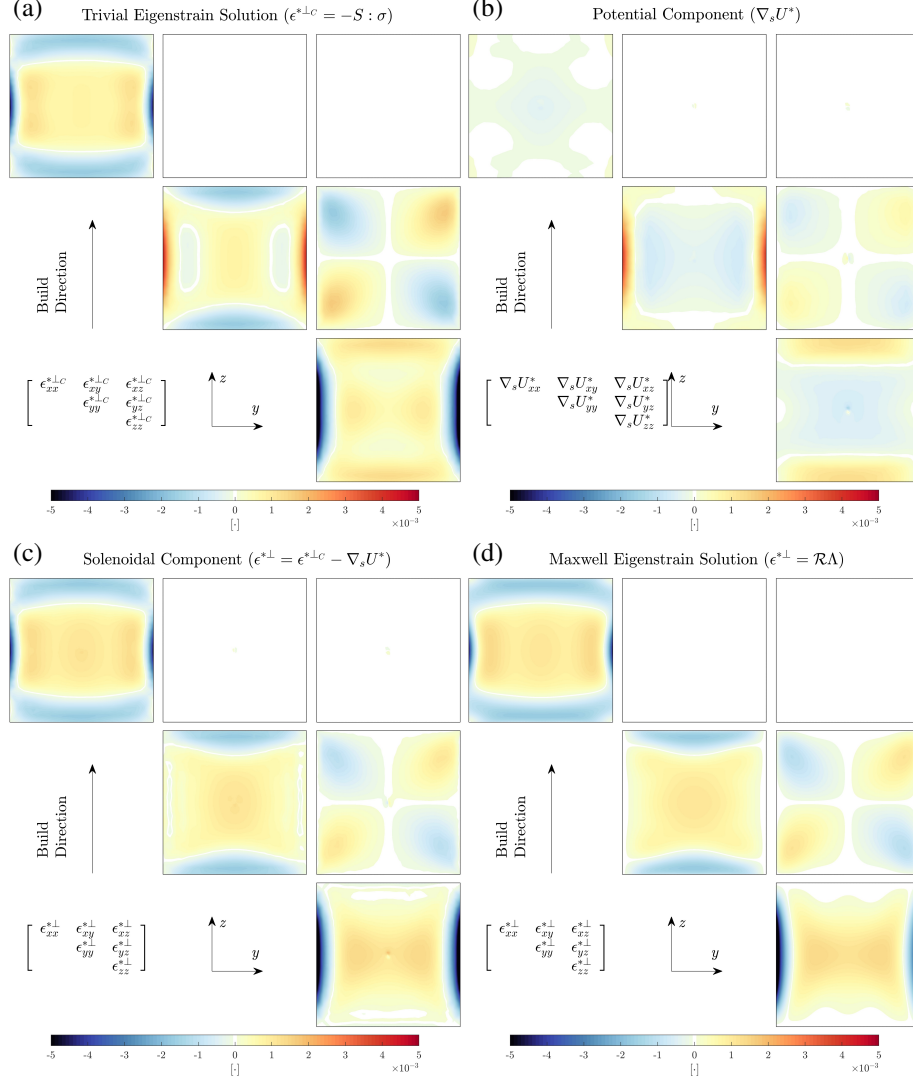 (a) Trivial Eigenstrain Solution (ϵ*⊥C = −S : σ)
Build
Direction
ϵ*⊥C xx ϵ*⊥C xy ϵ*⊥C xz
ϵ*⊥C yy ϵ*⊥C yz
ϵ*⊥C zz
z
y
-5 -4 -3 -2 -1 0 1 2 3 4 5
[·]
×10−3
(b) Potential Component (∇sU*)
Build
Direction
∇sU*xx ∇sU*xy ∇sU*xz
∇sU*yy ∇sU*yz
∇sU*zz
z
y
-5 -4 -3 -2 -1 0 1 2 3 4 5
[·]
×10−3
(c) Solenoidal Component (ϵ*⊥ = ϵ*⊥C − ∇sU*)
Build
Direction
ϵ*⊥xx ϵ*⊥xy ϵ*⊥xz
ϵ*⊥yy ϵ*⊥yz
ϵ*⊥zz
z
y
-5 -4 -3 -2 -1 0 1 2 3 4 5
[·]
×10−3
(d) Maxwell Eigenstrain Solution (ϵ*⊥ = ℛΛ)
Build
Direction
ϵ*⊥xx ϵ*⊥xy ϵ*⊥xz
ϵ*⊥yy ϵ*⊥yz
ϵ*⊥zz
z
y
-5 -4 -3 -2 -1 0 1 2 3 4 5
[·]
×10−3